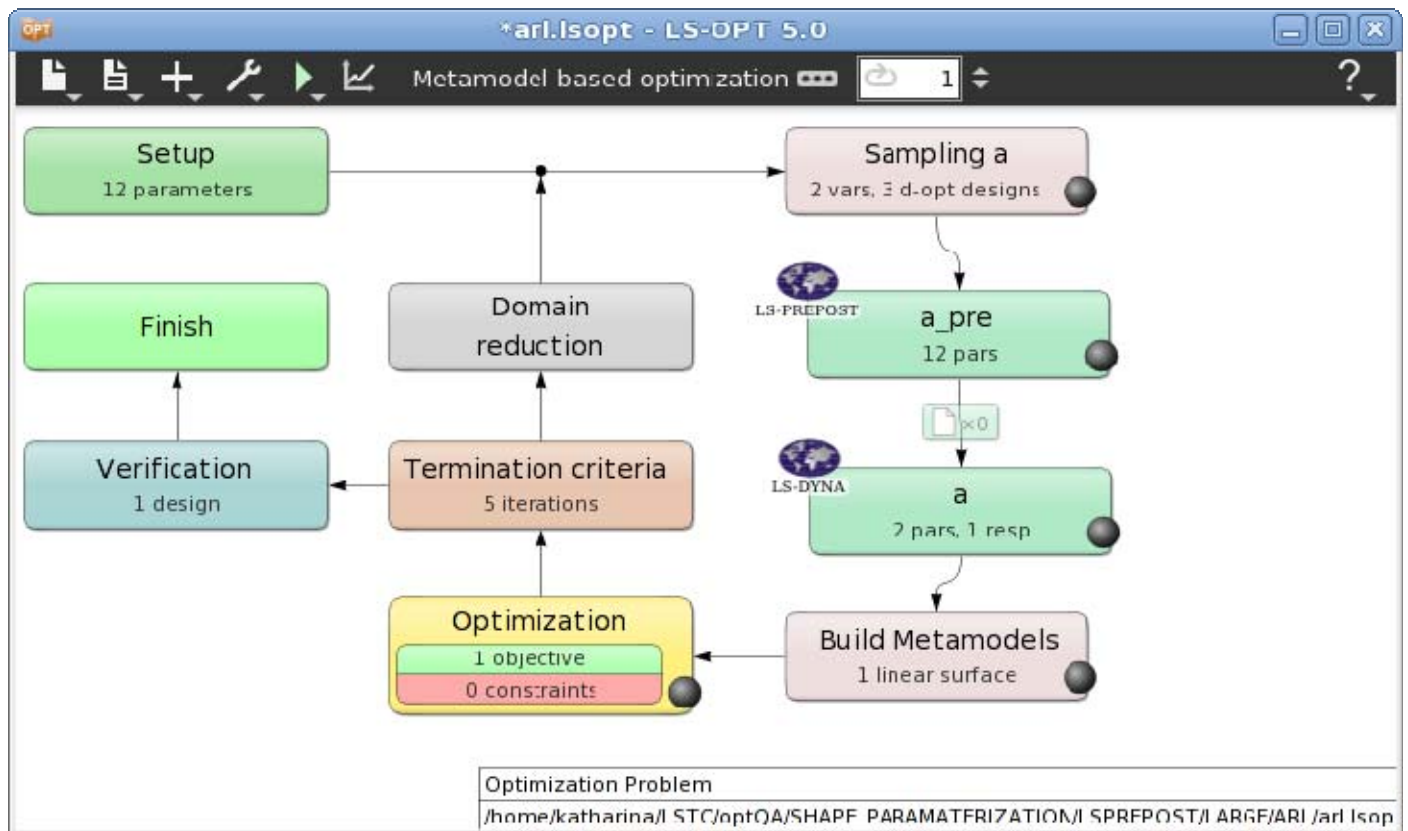 OPT
*arl.lsopt - LS-OPT 5.0
Metamodel based optimization
1
?
Setup
12 parameters
Sampling a
2 vars, 3 d-opt designs
Finish
Domain
reduction
LS-PREPOST
a_pre
12 pars
×0
Verification
1 design
Termination criteria
5 iterations
LS-DYNA
a
2 pars, 1 resp
Optimization
1 objective
0 constraints
Build Metamodels
1 linear surface
Optimization Problem
/home/katharina/LSTC/optQA/SHAPE_PARAMATERIZATION/LSPREPOST/LARGE/ARL/arl.lsop